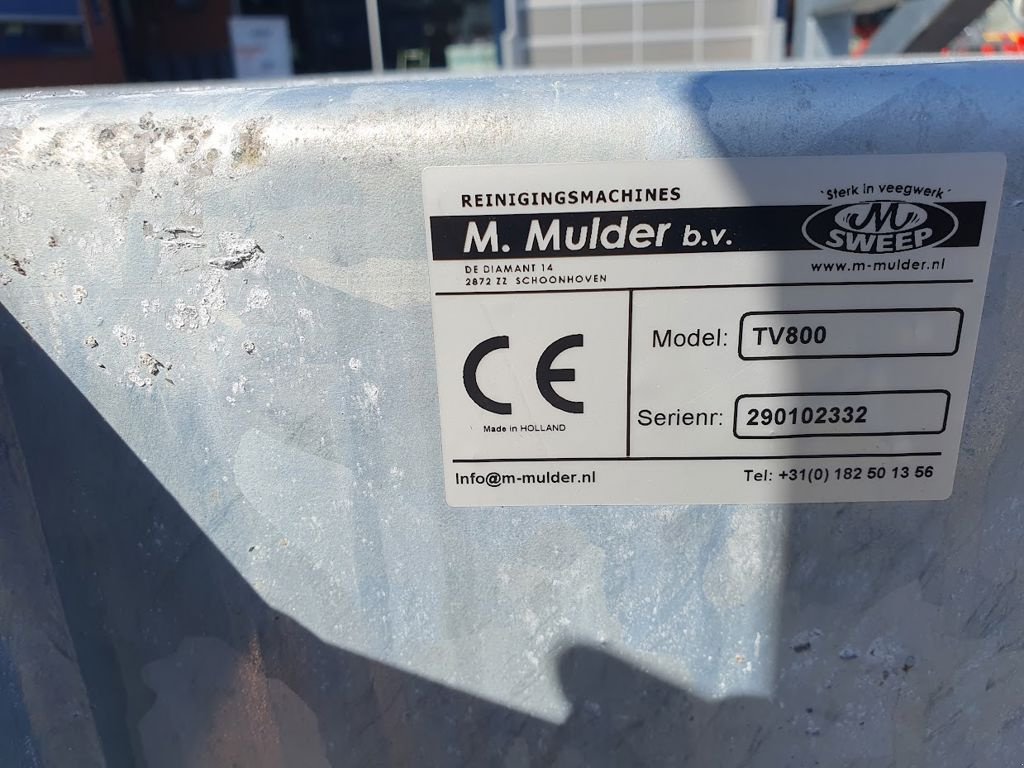 REINIGINGSMACHINES
M. Mulder b.v.
DE DIAMANT 14
2872 ZZ SCHOONHOVEN
'Sterk in veegwerk'
M
SWEEP
www.m-mulder.nl
CE
Made in HOLLAND
Model: TV800
Serienr: 290102332
Info@m-mulder.nl
Tel: +31(0) 182 50 13 56